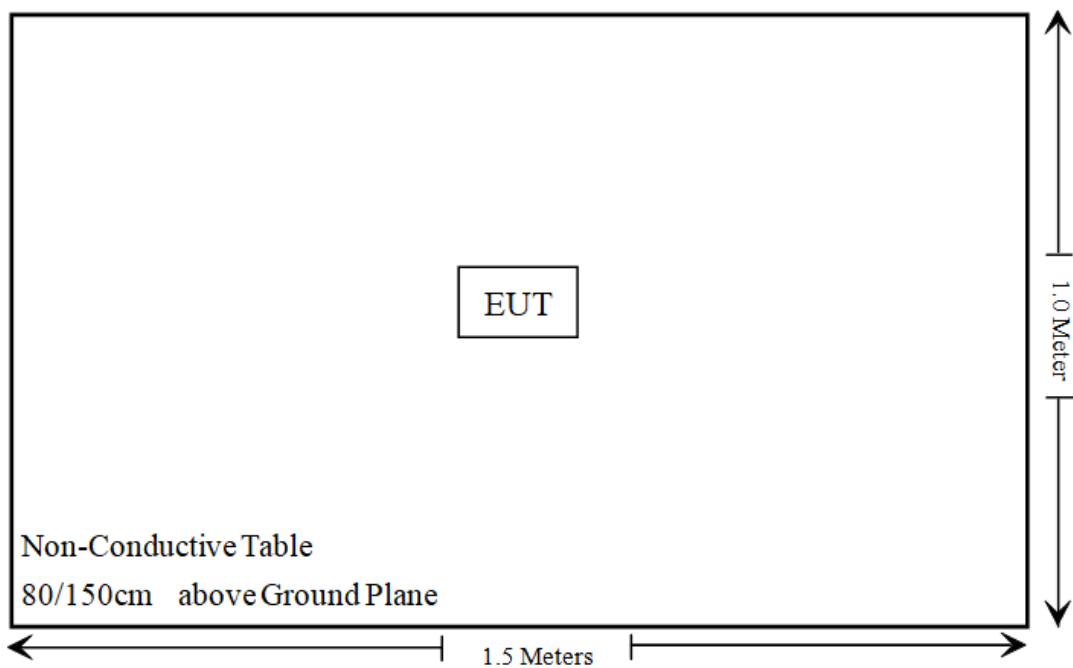 EUT
1.0 Meter
Non-Conductive Table
80/150cm above Ground Plane
1.5 Meters